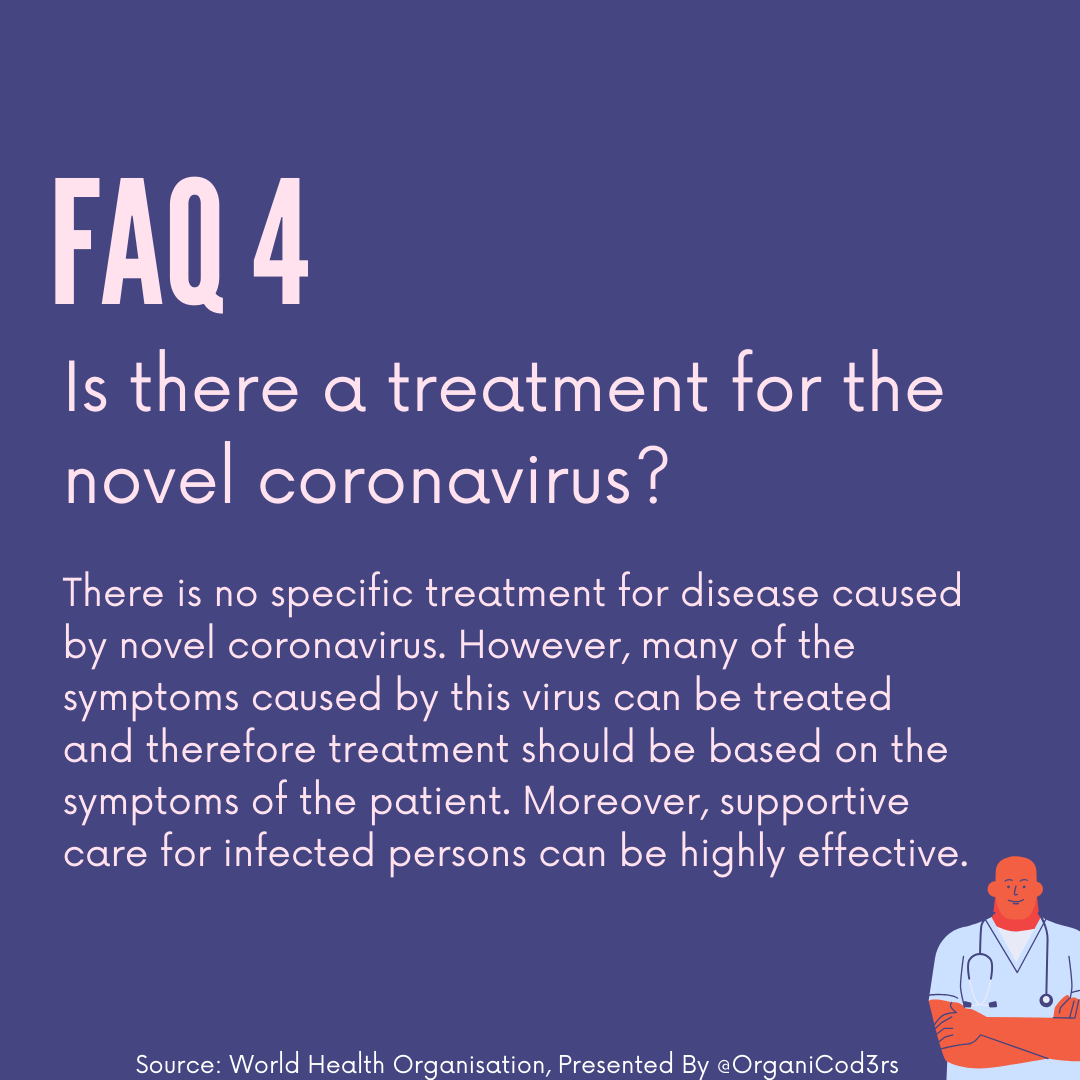 FAQ 4
Is there a treatment for the
novel coronavirus?
There is no specific treatment for disease caused
by novel coronavirus. However, many of the
symptoms caused by this virus can be treated
and therefore treatment should be based on the
symptoms of the patient. Moreover, supportive
care for infected persons can be highly effective.
Source: World Health Organisation, Presented By @OrganiCod3rs